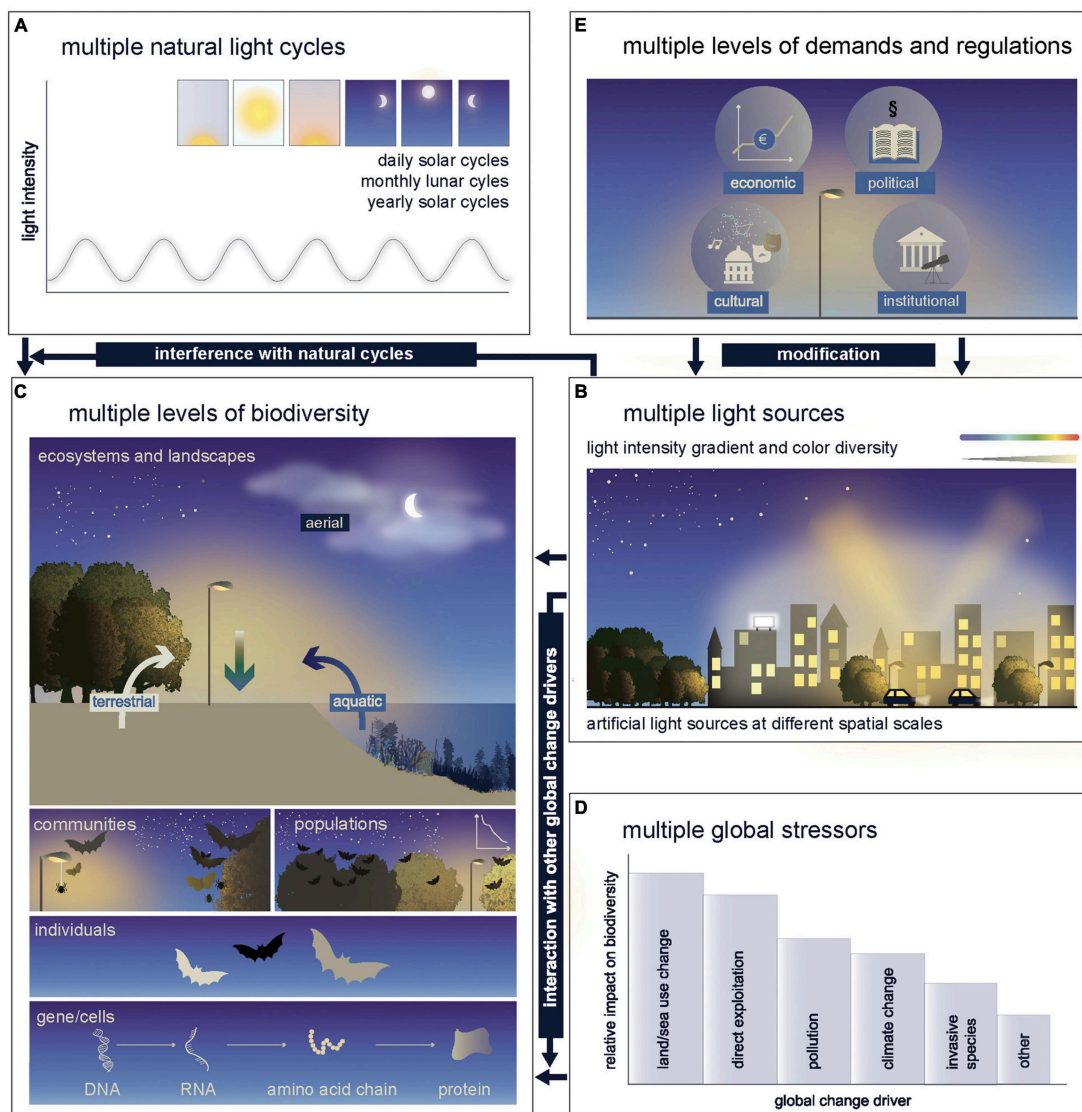 A
multiple natural light cycles
light intensity
daily solar cycles
monthly lunar cyles
yearly solar cycles
E
multiple levels of demands and regulations
€
§
economic
political
cultural
institutional
interference with natural cycles
modification
C
multiple levels of biodiversity
ecosystems and landscapes
aerial
terrestrial
aquatic
communities
populations
individuals
gene/cells
DNA
RNA
amino acid chain
protein
interaction with other global change drivers
B
multiple light sources
light intensity gradient and color diversity
artificial light sources at different spatial scales
D
multiple global stressors
relative impact on biodiversity
land/sea use change
direct exploitation
pollution
climate change
invasive
species
other
global change driver